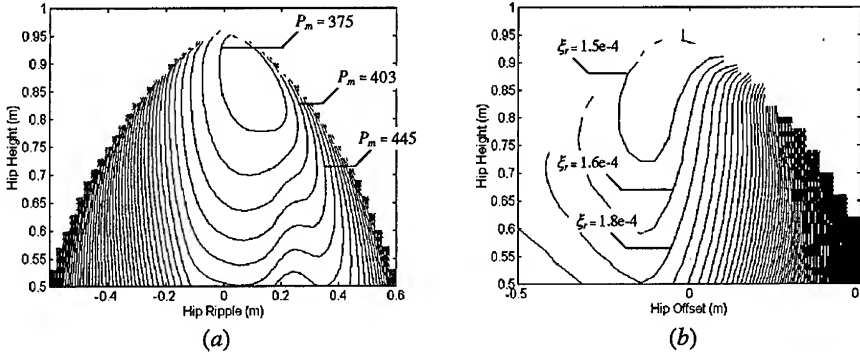 P_m = 375
P_m = 403
P_m = 445
Hip Height (m)
1
0.95
0.9
0.85
0.8
0.75
0.7
0.65
0.6
0.55
0.5
-0.4
-0.2
0
0.2
0.4
0.6
Hip Ripple (m)
(a)
ξ_r = 1.5e-4
ξ_r = 1.6e-4
ξ_r = 1.8e-4
Hip Height (m)
1
0.95
0.9
0.85
0.8
0.75
0.7
0.65
0.6
0.55
0.5
-0.5
0
Hip Offset (m)
(b)